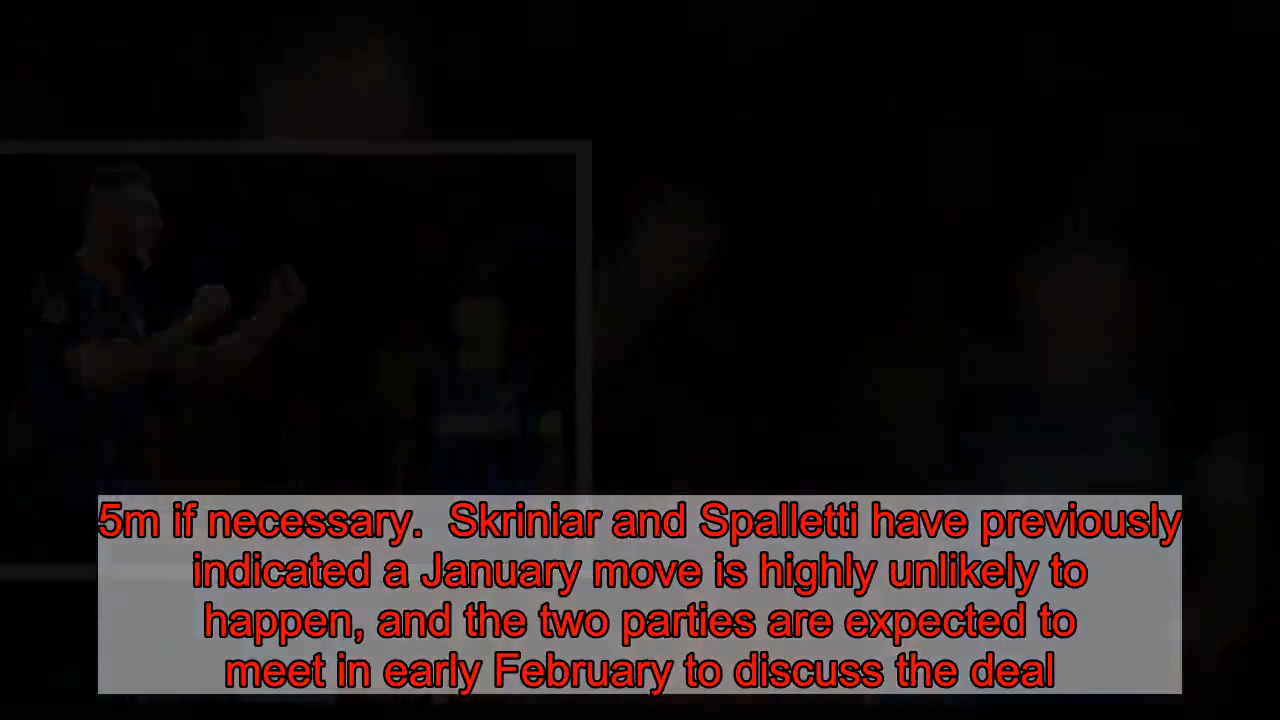 5m if necessary.  Skriniar and Spalletti have previously
indicated a January move is highly unlikely to
happen, and the two parties are expected to
meet in early February to discuss the deal